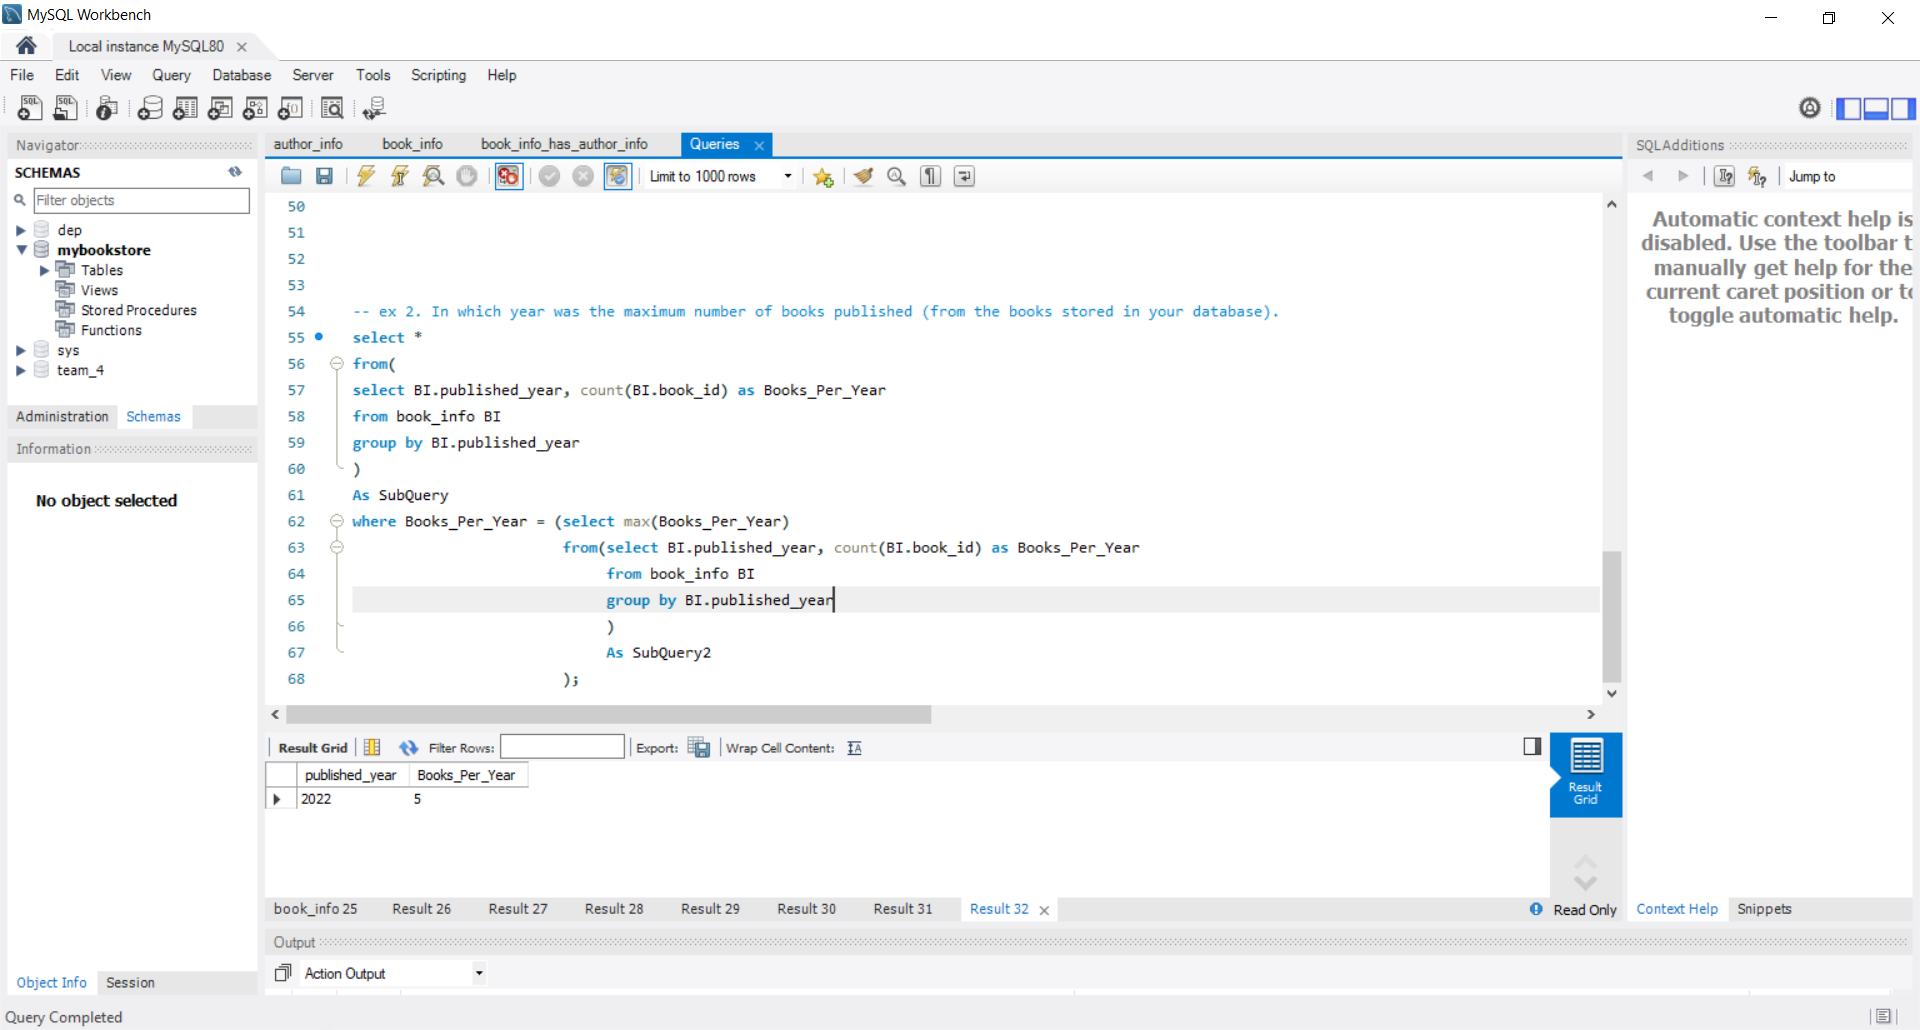 MySQL Workbench
Local instance MySQL80
File Edit View Query Database Server Tools Scripting Help
Navigator
SCHEMAS
Filter objects
dep
mybookstore
Tables
Views
Stored Procedures
Functions
sys
team_4
Administration Schemas
Information
No object selected
Object Info Session
author_info book_info book_info_has_author_info Queries
Limit to 1000 rows
50
51
52
53
54 -- ex 2. In which year was the maximum number of books published (from the books stored in your database).
55 select *
56 from(
57 select BI.published_year, count(BI.book_id) as Books_Per_Year
58 from book_info BI
59 group by BI.published_year
60 )
61 As SubQuery
62 where Books_Per_Year = (select max(Books_Per_Year)
63 from(select BI.published_year, count(BI.book_id) as Books_Per_Year
64 from book_info BI
65 group by BI.published_year
66 )
67 As SubQuery2
68 );
Result Grid Filter Rows: Export: Wrap Cell Content:
published_year Books_Per_Year
2022 5
Result
Grid
book_info 25 Result 26 Result 27 Result 28 Result 29 Result 30 Result 31 Result 32 Read Only
Output
Action Output
SQLAdditions
Jump to
Automatic context help is
disabled. Use the toolbar t
manually get help for the
current caret position or to
toggle automatic help.
Context Help Snippets
Query Completed